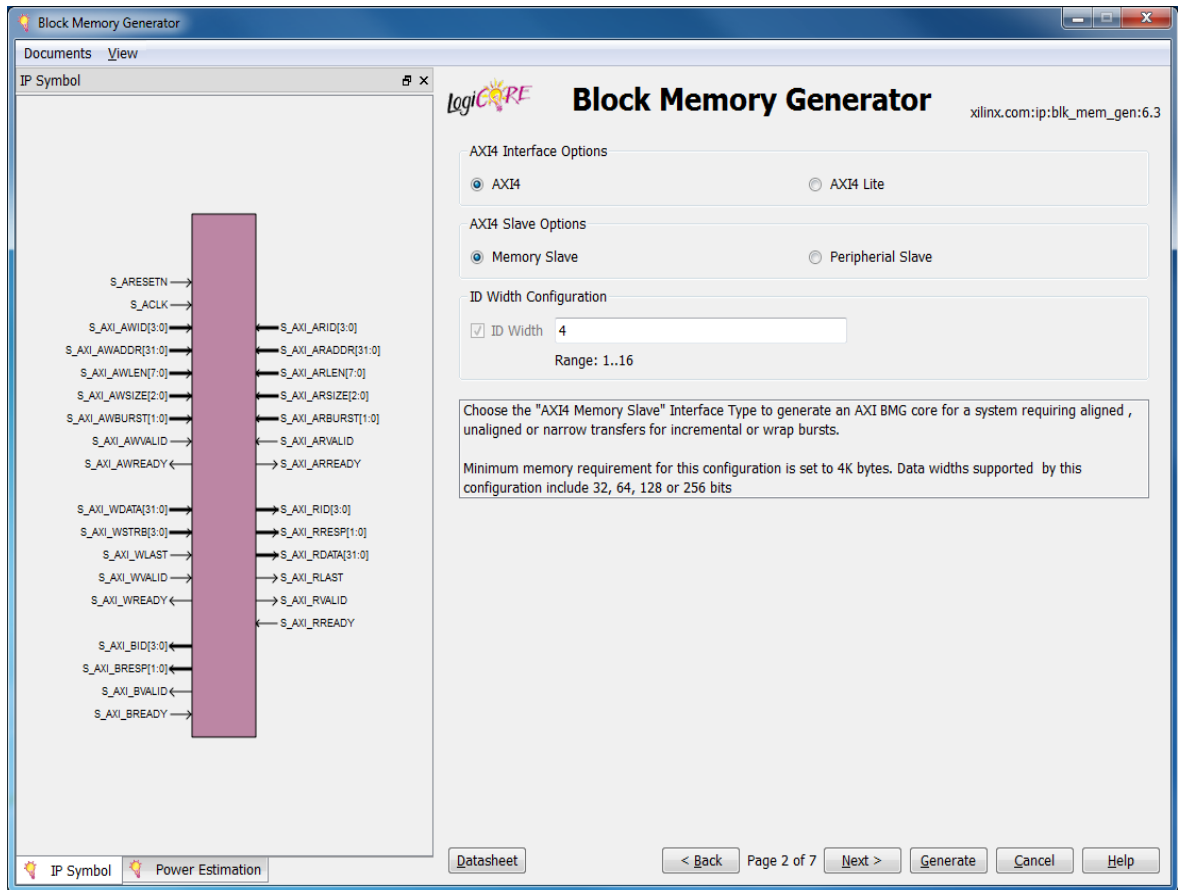 Block Memory Generator
Documents View
IP Symbol
LogiCORE
Block Memory Generator
xilinx.com:ip:blk_mem_gen:6.3
S_ARESETN
S_ACLK
S_AXI_AWID[3:0]
S_AXI_AWADDR[31:0]
S_AXI_AWLEN[7:0]
S_AXI_AWSIZE[2:0]
S_AXI_AWBURST[1:0]
S_AXI_AWVALID
S_AXI_AWREADY
S_AXI_WDATA[31:0]
S_AXI_WSTRB[3:0]
S_AXI_WLAST
S_AXI_WVALID
S_AXI_WREADY
S_AXI_BID[3:0]
S_AXI_BRESP[1:0]
S_AXI_BVALID
S_AXI_BREADY
S_AXI_ARID[3:0]
S_AXI_ARADDR[31:0]
S_AXI_ARLEN[7:0]
S_AXI_ARSIZE[2:0]
S_AXI_ARBURST[1:0]
S_AXI_ARVALID
S_AXI_ARREADY
S_AXI_RID[3:0]
S_AXI_RRESP[1:0]
S_AXI_RDATA[31:0]
S_AXI_RLAST
S_AXI_RVALID
S_AXI_RREADY
IP Symbol Power Estimation
AXI4 Interface Options
AXI4 AXI4 Lite
AXI4 Slave Options
Memory Slave Peripherial Slave
ID Width Configuration
ID Width 4
Range: 1..16
Choose the "AXI4 Memory Slave" Interface Type to generate an AXI BMG core for a system requiring aligned ,
unaligned or narrow transfers for incremental or wrap bursts.
Minimum memory requirement for this configuration is set to 4K bytes. Data widths supported by this
configuration include 32, 64, 128 or 256 bits
Datasheet < Back Page 2 of 7 Next > Generate Cancel Help